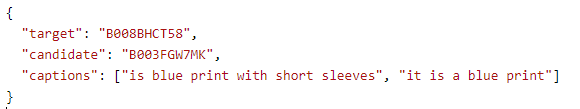 {
"target": "B008BHCT58",
"candidate": "B003FGW7MK",
"captions": ["is blue print with short sleeves", "it is a blue print"]
}